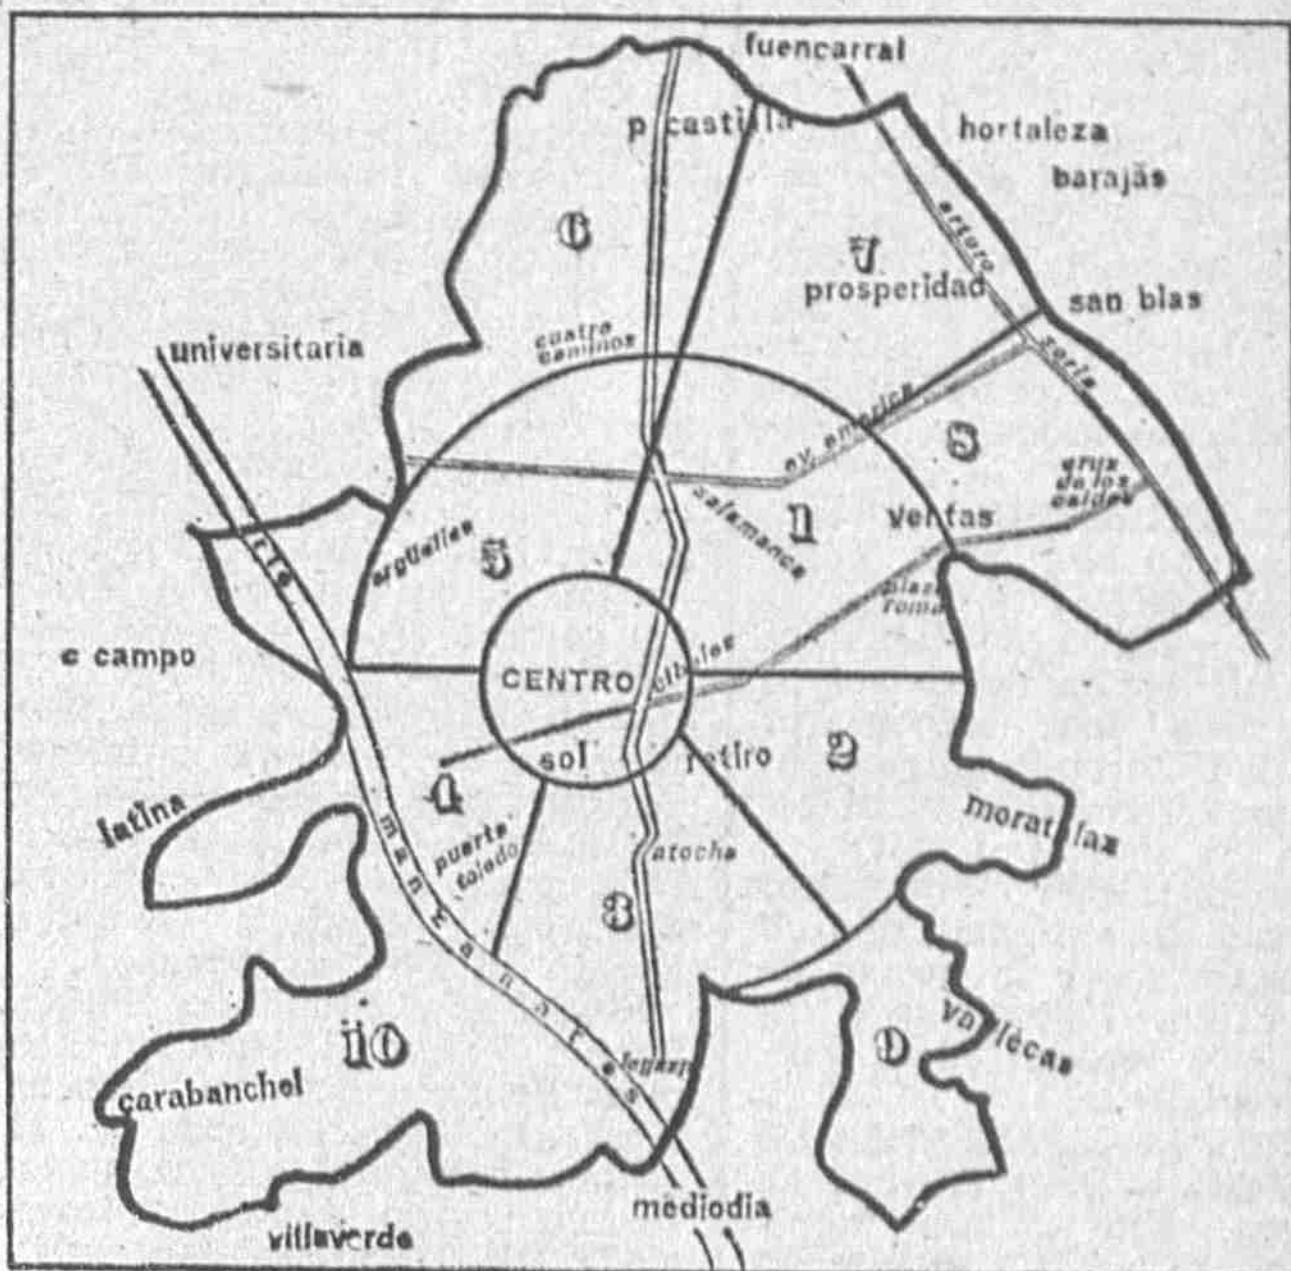 fuencarral
p castilla
hortaleza
barajas
6
7
arturo
prosperidad
san blas
universitaria
cuatro
caminos
soria
av. america
8
cruz
de los
caidos
salamanca
1
ventas
rio
argüelles
5
plaza
roma
c campo
CENTRO
cibeles
sol
retiro
2
4
latina
moratalaz
manzanares
puerta
toledo
atocha
3
vallecas
10
9
legazpi
carabanchel
mediodia
villaverde